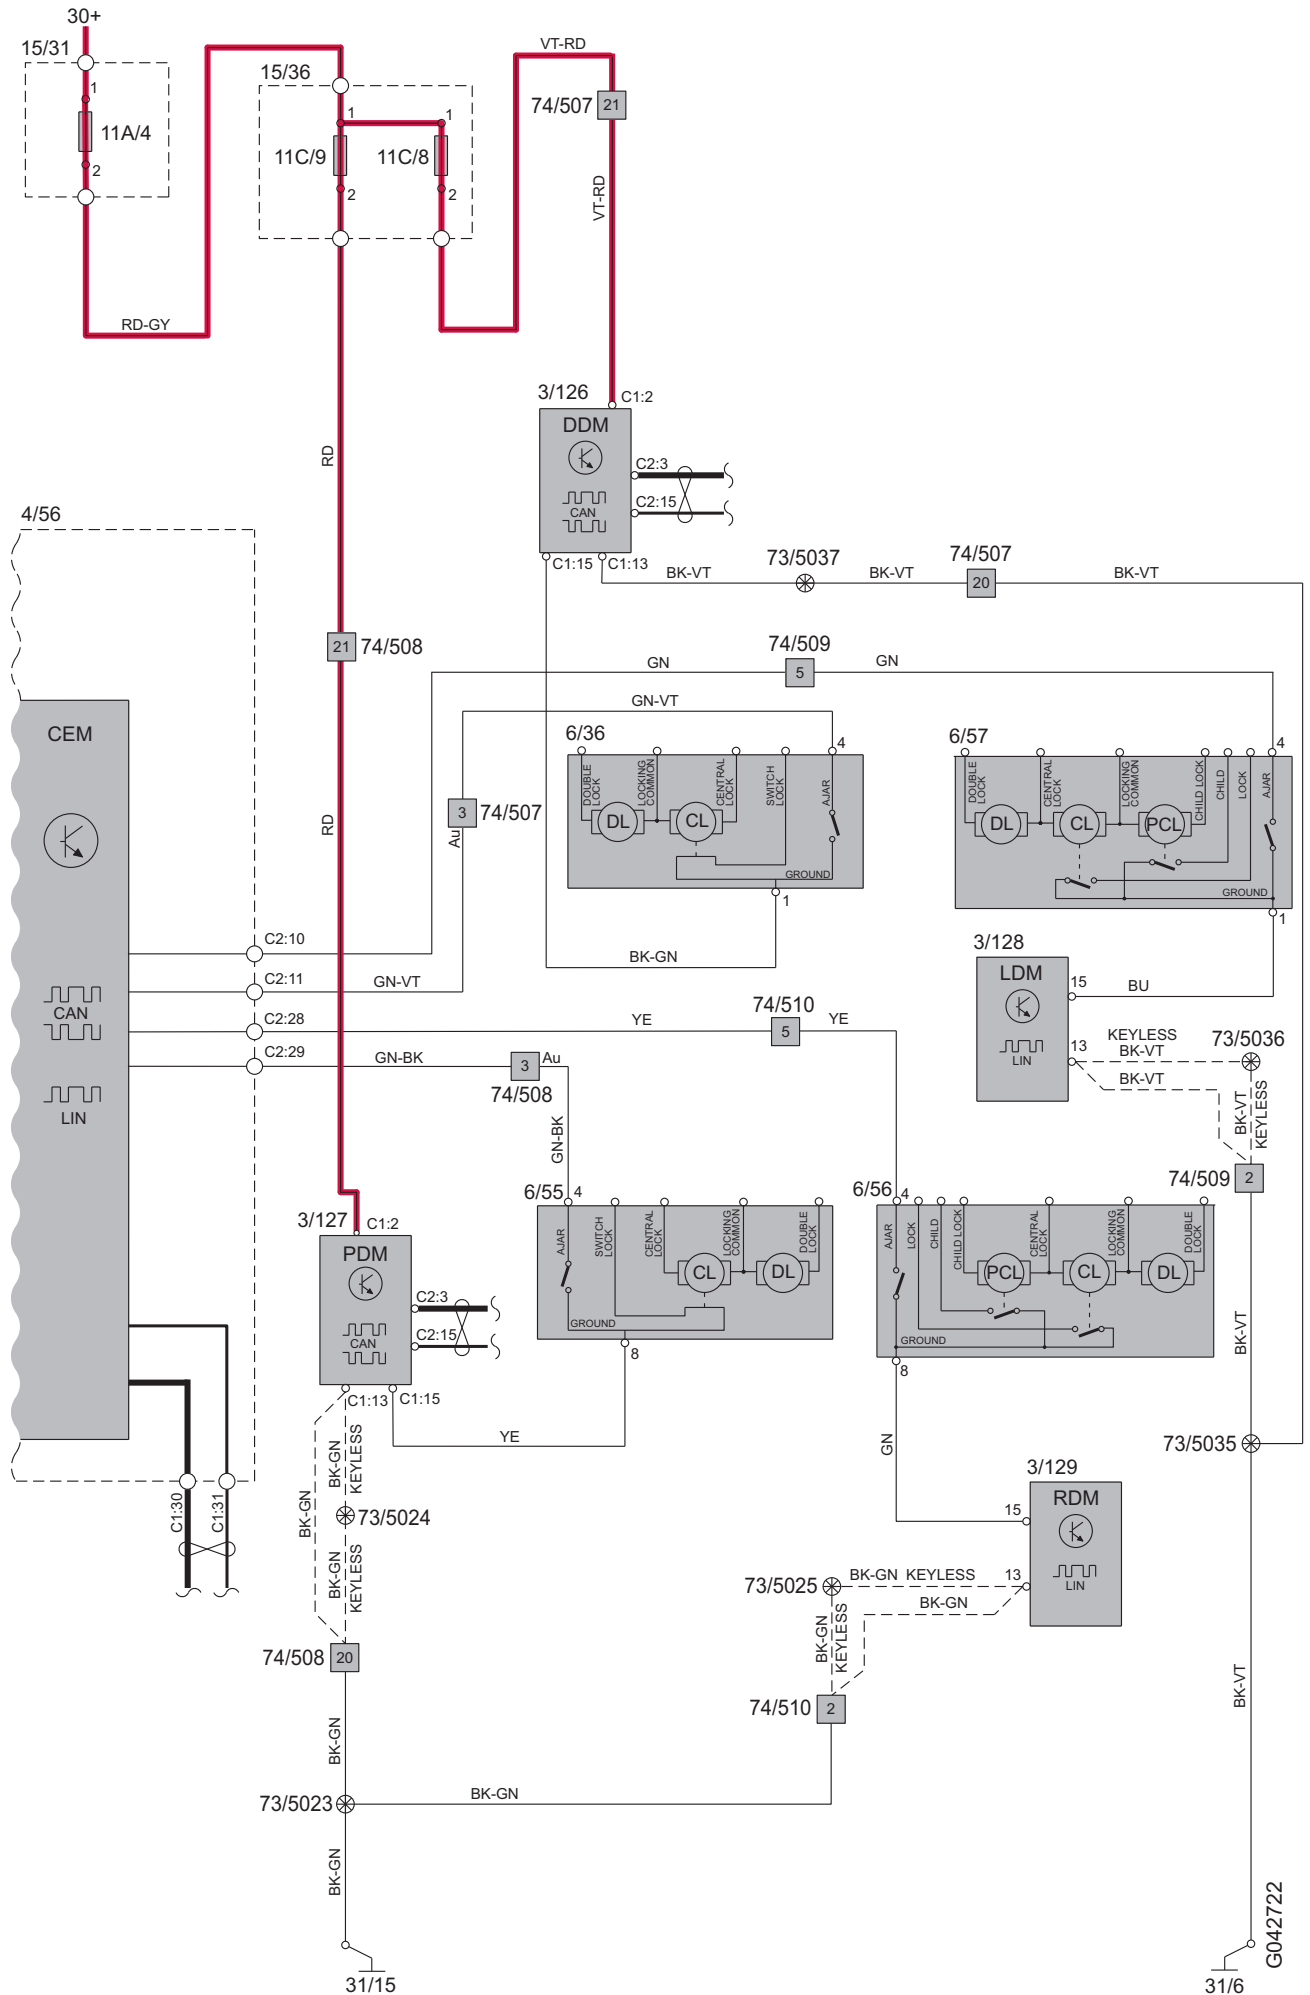 30+
15/31
1
11A/4
2
RD-GY
15/36
1
1
11C/9
11C/8
2
2
VT-RD
74/507
21
VT-RD
RD
3/126
C1:2
DDM
C2:3
C2:15
CAN
C1:15
C1:13
BK-VT
73/5037
BK-VT
74/507
20
BK-VT
4/56
21
74/508
74/509
GN
5
GN
GN-VT
CEM
6/36
4
DOUBLE LOCK
LOCKING COMMON
CENTRAL LOCK
SWITCH LOCK
AJAR
DL
CL
GROUND
1
6/57
4
DOUBLE LOCK
CENTRAL LOCK
LOCKING COMMON
CHILD LOCK
CHILD
LOCK
AJAR
DL
CL
PCL
GROUND
1
3
74/507
Au
RD
BK-GN
C2:10
C2:11
GN-VT
C2:28
YE
74/510
5
YE
C2:29
GN-BK
3
Au
74/508
GN-BK
CAN
LIN
3/128
LDM
15
BU
13
LIN
KEYLESS
BK-VT
73/5036
BK-VT
BK-VT
KEYLESS
74/509
2
3/127
C1:2
PDM
C2:3
CAN
C2:15
C1:13
C1:15
6/55
4
AJAR
SWITCH LOCK
CENTRAL LOCK
LOCKING COMMON
DOUBLE LOCK
CL
DL
GROUND
8
6/56
4
AJAR
LOCK
CHILD
CHILD LOCK
CENTRAL LOCK
LOCKING COMMON
DOUBLE LOCK
PCL
CL
DL
GROUND
8
BK-VT
YE
GN
73/5035
BK-GN
KEYLESS
BK-GN
73/5024
BK-GN
KEYLESS
C1:30
C1:31
3/129
RDM
15
13
LIN
73/5025
BK-GN KEYLESS
BK-GN
BK-GN
KEYLESS
74/508
20
74/510
2
BK-VT
BK-GN
73/5023
BK-GN
BK-GN
31/15
31/6
G042722